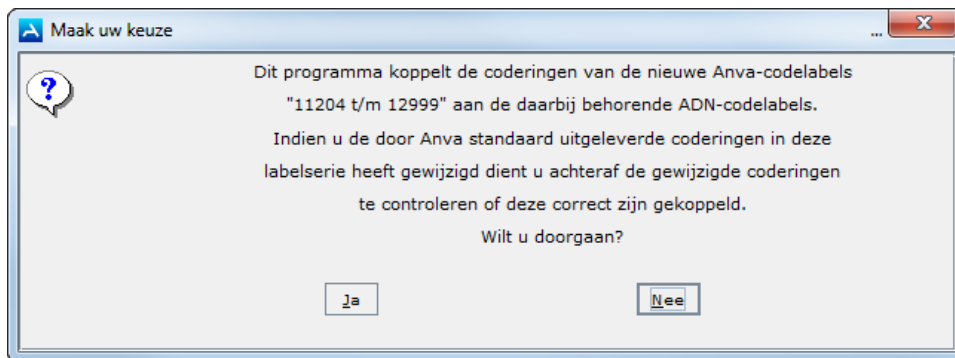 Maak uw keuze
...
Dit programma koppelt de coderingen van de nieuwe Anva-codelabels
"11204 t/m 12999" aan de daarbij behorende ADN-codelabels.
Indien u de door Anva standaard uitgeleverde coderingen in deze
labelserie heeft gewijzigd dient u achteraf de gewijzigde coderingen
te controleren of deze correct zijn gekoppeld.
Wilt u doorgaan?
Ja
Nee